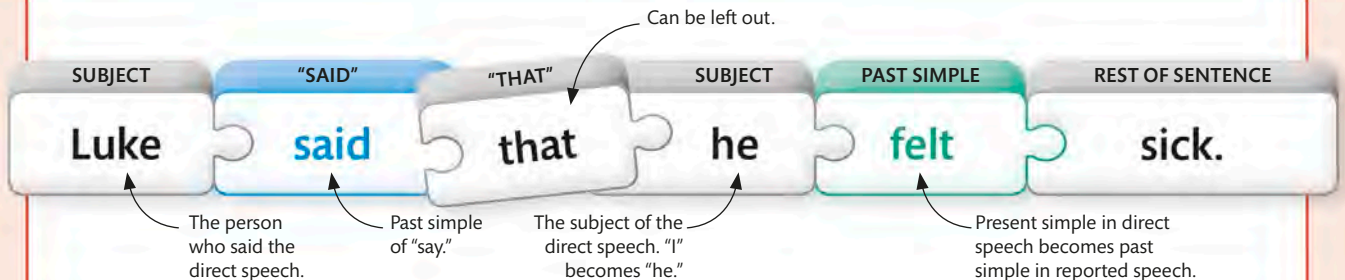 Can be left out.
SUBJECT "SAID" "THAT" SUBJECT PAST SIMPLE REST OF SENTENCE
Luke said that he felt sick.
The person
who said the
direct speech.
Past simple
of "say."
The subject of the
direct speech. "I"
becomes "he."
Present simple in direct
speech becomes past
simple in reported speech.